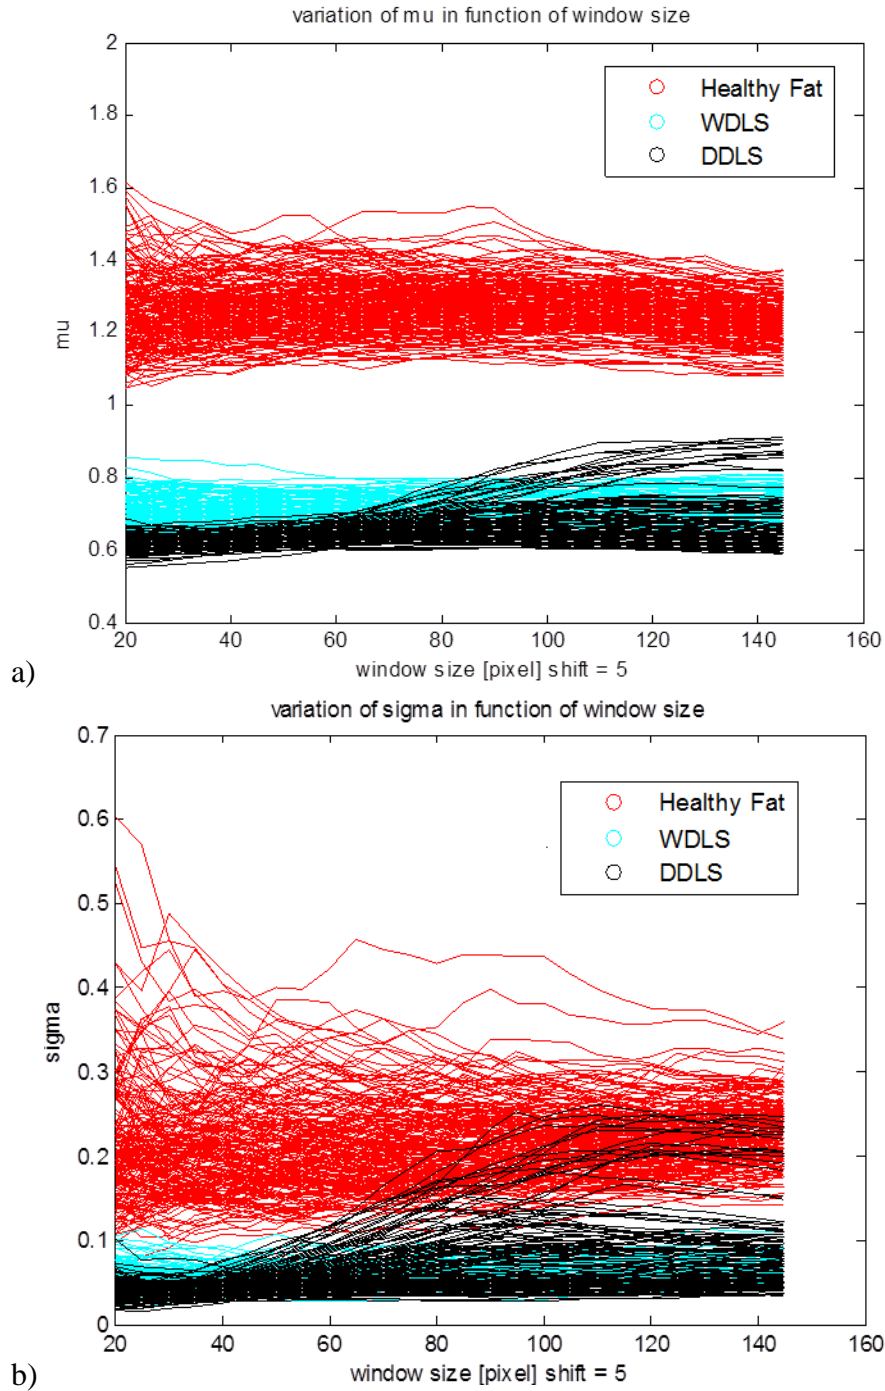 variation of mu in function of window size
2
1.8
1.6
1.4
1.2
1
0.8
0.6
0.4
mu
Healthy Fat
WDLS
DDLS
20 40 60 80 100 120 140 160
window size [pixel] shift = 5
a)
variation of sigma in function of window size
0.7
0.6
0.5
0.4
0.3
0.2
0.1
0
sigma
Healthy Fat
WDLS
DDLS
20 40 60 80 100 120 140 160
window size [pixel] shift = 5
b)